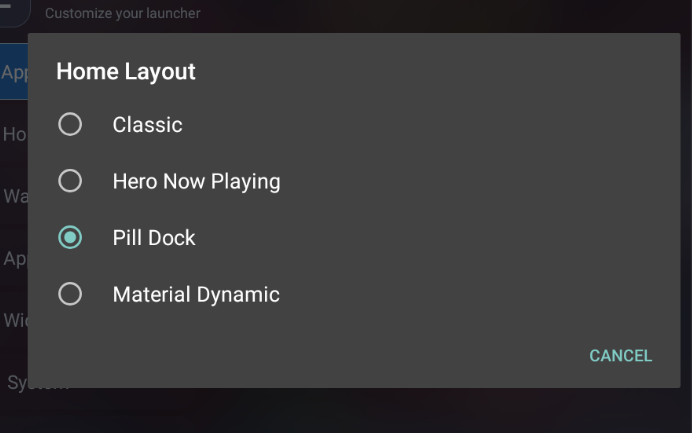 Customize your launcher
Home Layout
Classic
Hero Now Playing
Pill Dock
Material Dynamic
CANCEL